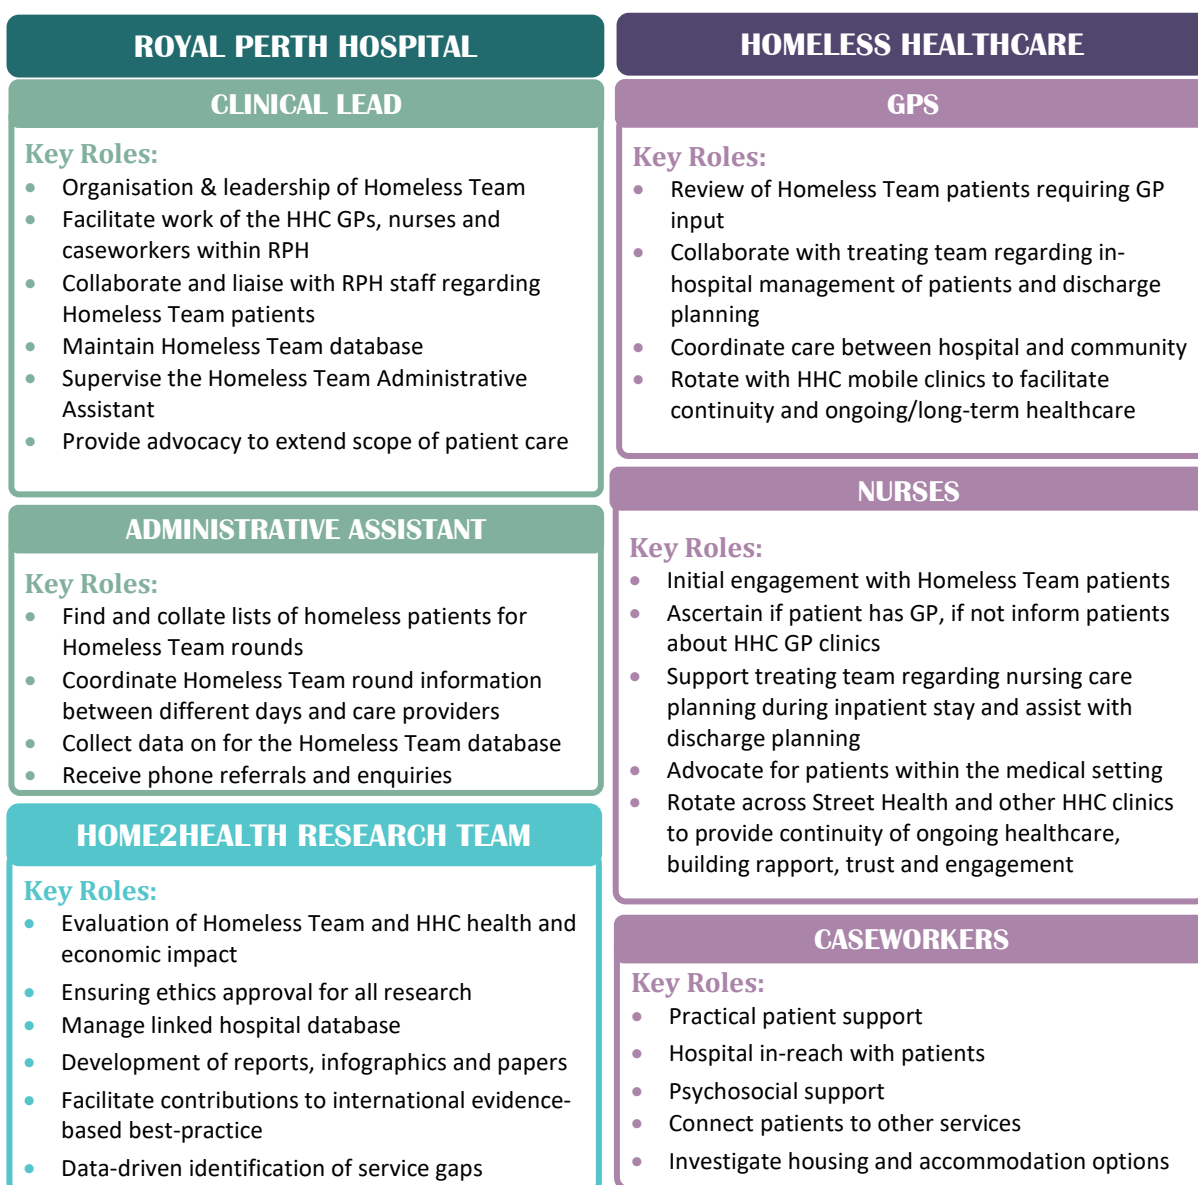 ROYAL PERTH HOSPITAL
CLINICAL LEAD
Key Roles:
• Organisation & leadership of Homeless Team
• Facilitate work of the HHC GPs, nurses and
caseworkers within RPH
• Collaborate and liaise with RPH staff regarding
Homeless Team patients
• Maintain Homeless Team database
• Supervise the Homeless Team Administrative
Assistant
• Provide advocacy to extend scope of patient care
ADMINISTRATIVE ASSISTANT
Key Roles:
• Find and collate lists of homeless patients for
Homeless Team rounds
• Coordinate Homeless Team round information
between different days and care providers
• Collect data on for the Homeless Team database
• Receive phone referrals and enquiries
HOME2HEALTH RESEARCH TEAM
Key Roles:
• Evaluation of Homeless Team and HHC health and
economic impact
• Ensuring ethics approval for all research
• Manage linked hospital database
• Development of reports, infographics and papers
• Facilitate contributions to international evidence-
based best-practice
• Data-driven identification of service gaps
HOMELESS HEALTHCARE
GPS
Key Roles:
• Review of Homeless Team patients requiring GP
input
• Collaborate with treating team regarding in-
hospital management of patients and discharge
planning
• Coordinate care between hospital and community
• Rotate with HHC mobile clinics to facilitate
continuity and ongoing/long-term healthcare
NURSES
Key Roles:
• Initial engagement with Homeless Team patients
• Ascertain if patient has GP, if not inform patients
about HHC GP clinics
• Support treating team regarding nursing care
planning during inpatient stay and assist with
discharge planning
• Advocate for patients within the medical setting
• Rotate across Street Health and other HHC clinics
to provide continuity of ongoing healthcare,
building rapport, trust and engagement
CASEWORKERS
Key Roles:
• Practical patient support
• Hospital in-reach with patients
• Psychosocial support
• Connect patients to other services
• Investigate housing and accommodation options